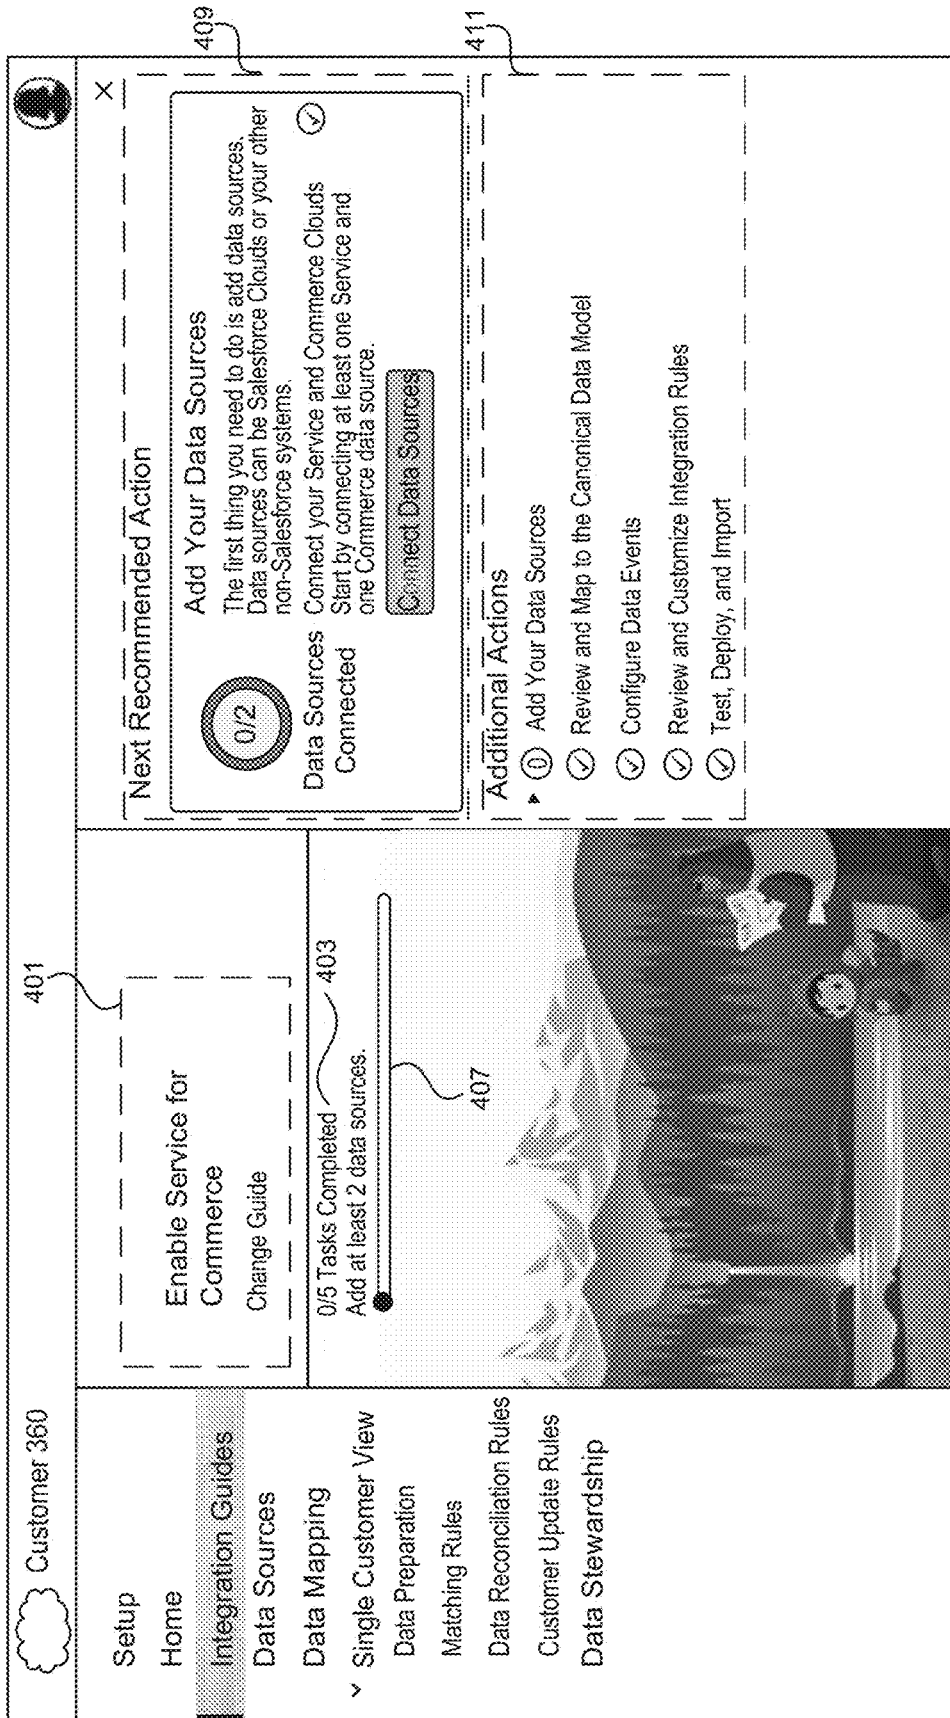 Customer 360
Setup
Home
Integration Guides
Data Sources
Data Mapping
Single Customer View
Data Preparation
Matching Rules
Data Reconciliation Rules
Customer Update Rules
Data Stewardship
401
Enable Service for
Commerce
Change Guide
0/5 Tasks Completed
403
Add at least 2 data sources.
407
409
X
Next Recommended Action
0/2
Data Sources
Connected
Add Your Data Sources
The first thing you need to do is add data sources.
Data sources can be Salesforce Clouds or your other
non-Salesforce systems.
Connect your Service and Commerce Clouds
Start by connecting at least one Service and
one Commerce data source.
Connect Data Sources
411
Additional Actions
0 Add Your Data Sources
Review and Map to the Canonical Data Model
Configure Data Events
Review and Customize Integration Rules
Test, Deploy, and Import